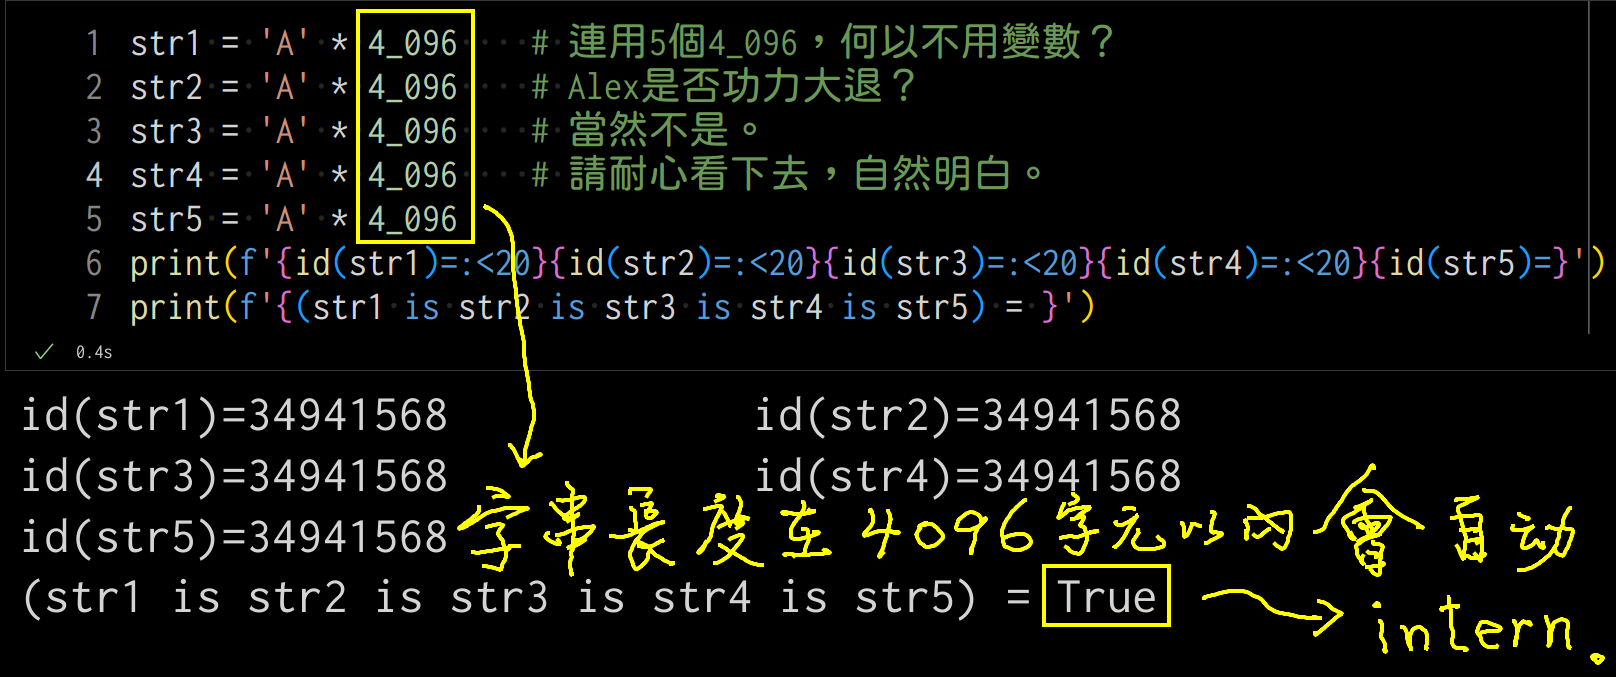 1 str1 = 'A' * 4_096 # 連用5個4_096，何以不用變數？
2 str2 = 'A' * 4_096 # Alex是否功力大退？
3 str3 = 'A' * 4_096 # 當然不是。
4 str4 = 'A' * 4_096 # 請耐心看下去，自然明白。
5 str5 = 'A' * 4_096
6 print(f'{id(str1)=:<20}{id(str2)=:<20}{id(str3)=:<20}{id(str4)=:<20}{id(str5)=}')
7 print(f'{(str1 is str2 is str3 is str4 is str5) = }')
✓ 0.4s
id(str1)=34941568 id(str2)=34941568
id(str3)=34941568 id(str4)=34941568
id(str5)=34941568 字串長度在4096字元以內會自动
(str1 is str2 is str3 is str4 is str5) = True
intern.